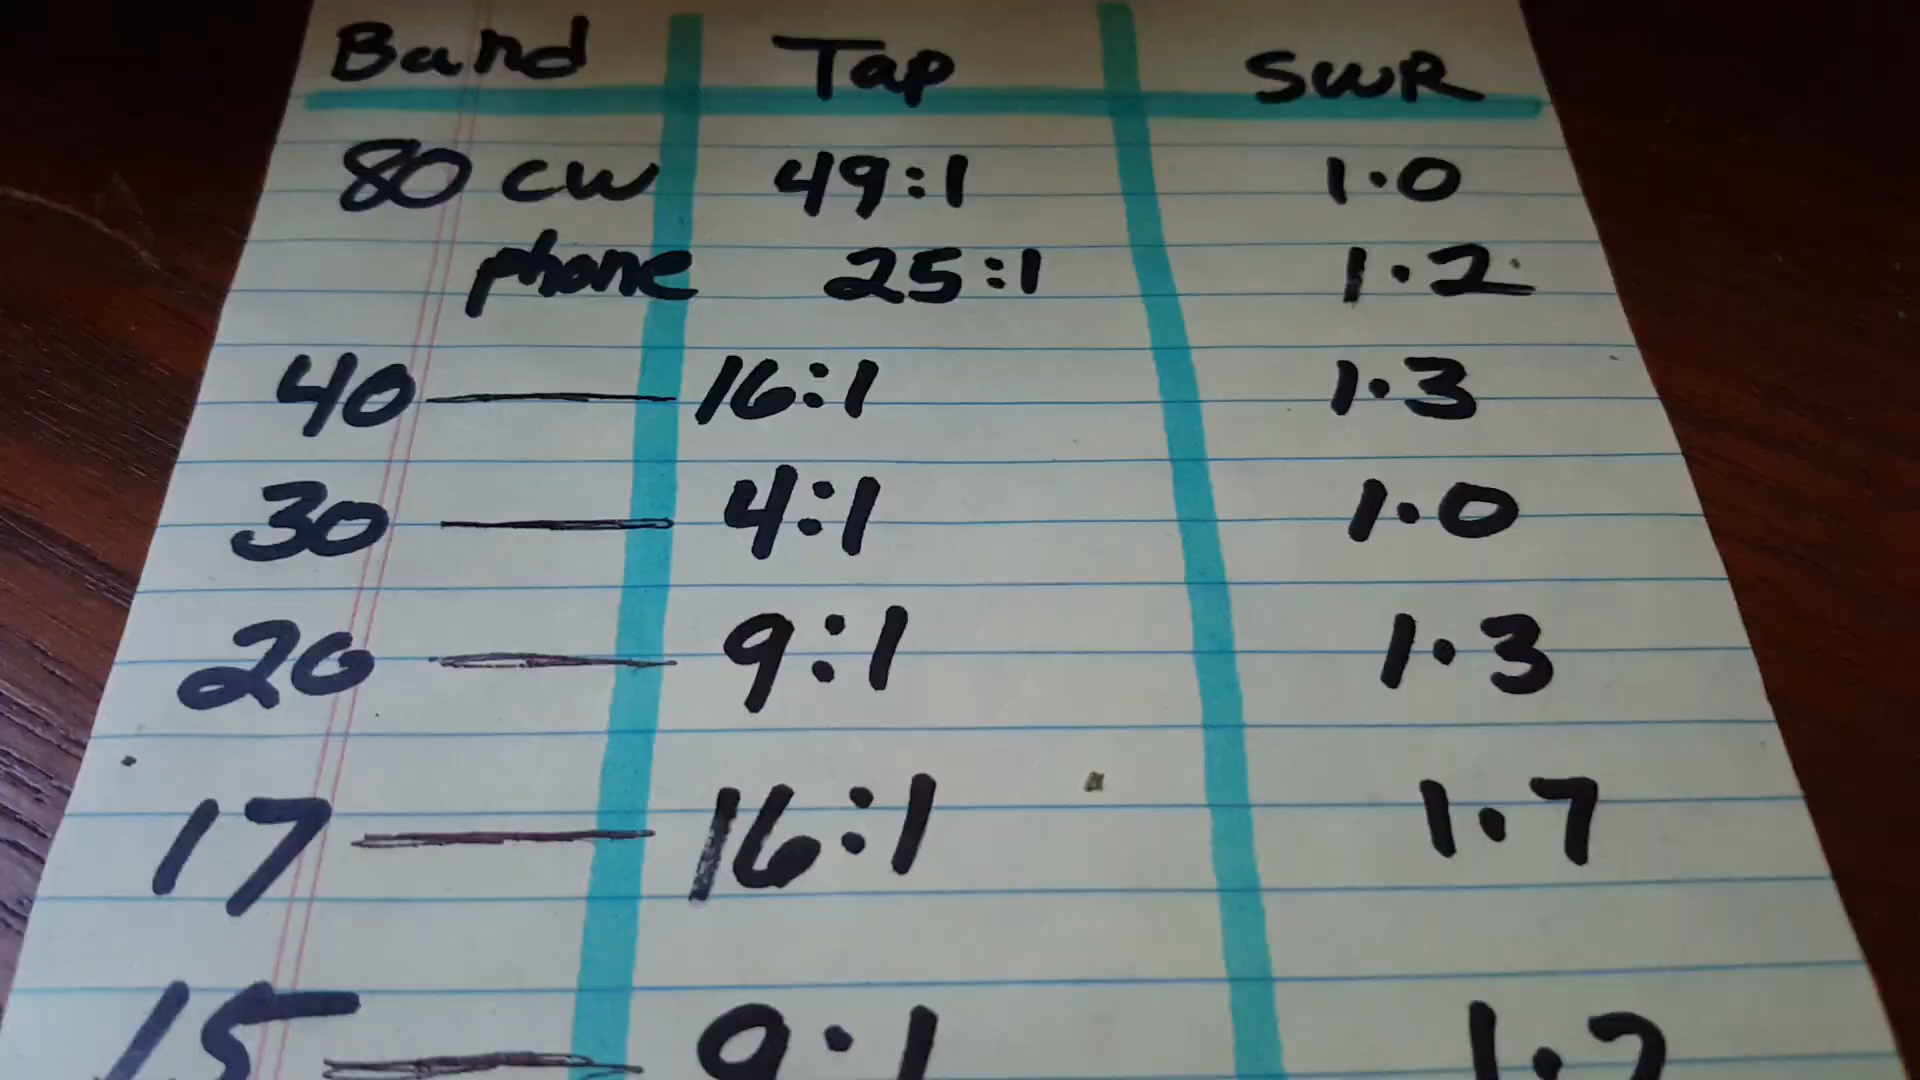 Band Tap SWR
80 CW 49:1 1.0
phone 25:1 1.2
40 — 16:1 1.3
30 — 4:1 1.0
20 — 9:1 1.3
17 — 16:1 1.7
15 — 9:1